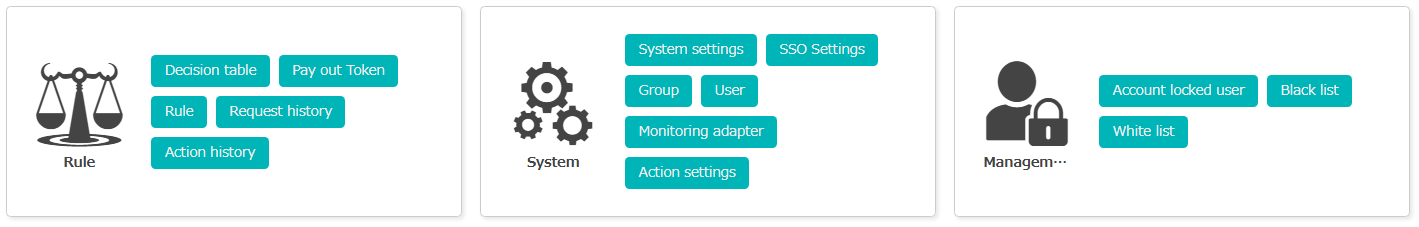 Decision table
Pay out Token
Rule
Request history
Action history
Rule
System settings
SSO Settings
Group
User
Monitoring adapter
Action settings
System
Account locked user
Black list
White list
Managem⋯